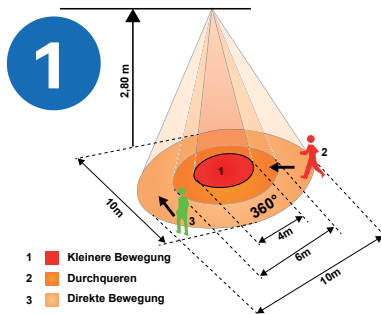 1
2,80 m
2
1
360°
3
10m
4m
6m
10m
1 Kleinere Bewegung
2 Durchqueren
3 Direkte Bewegung